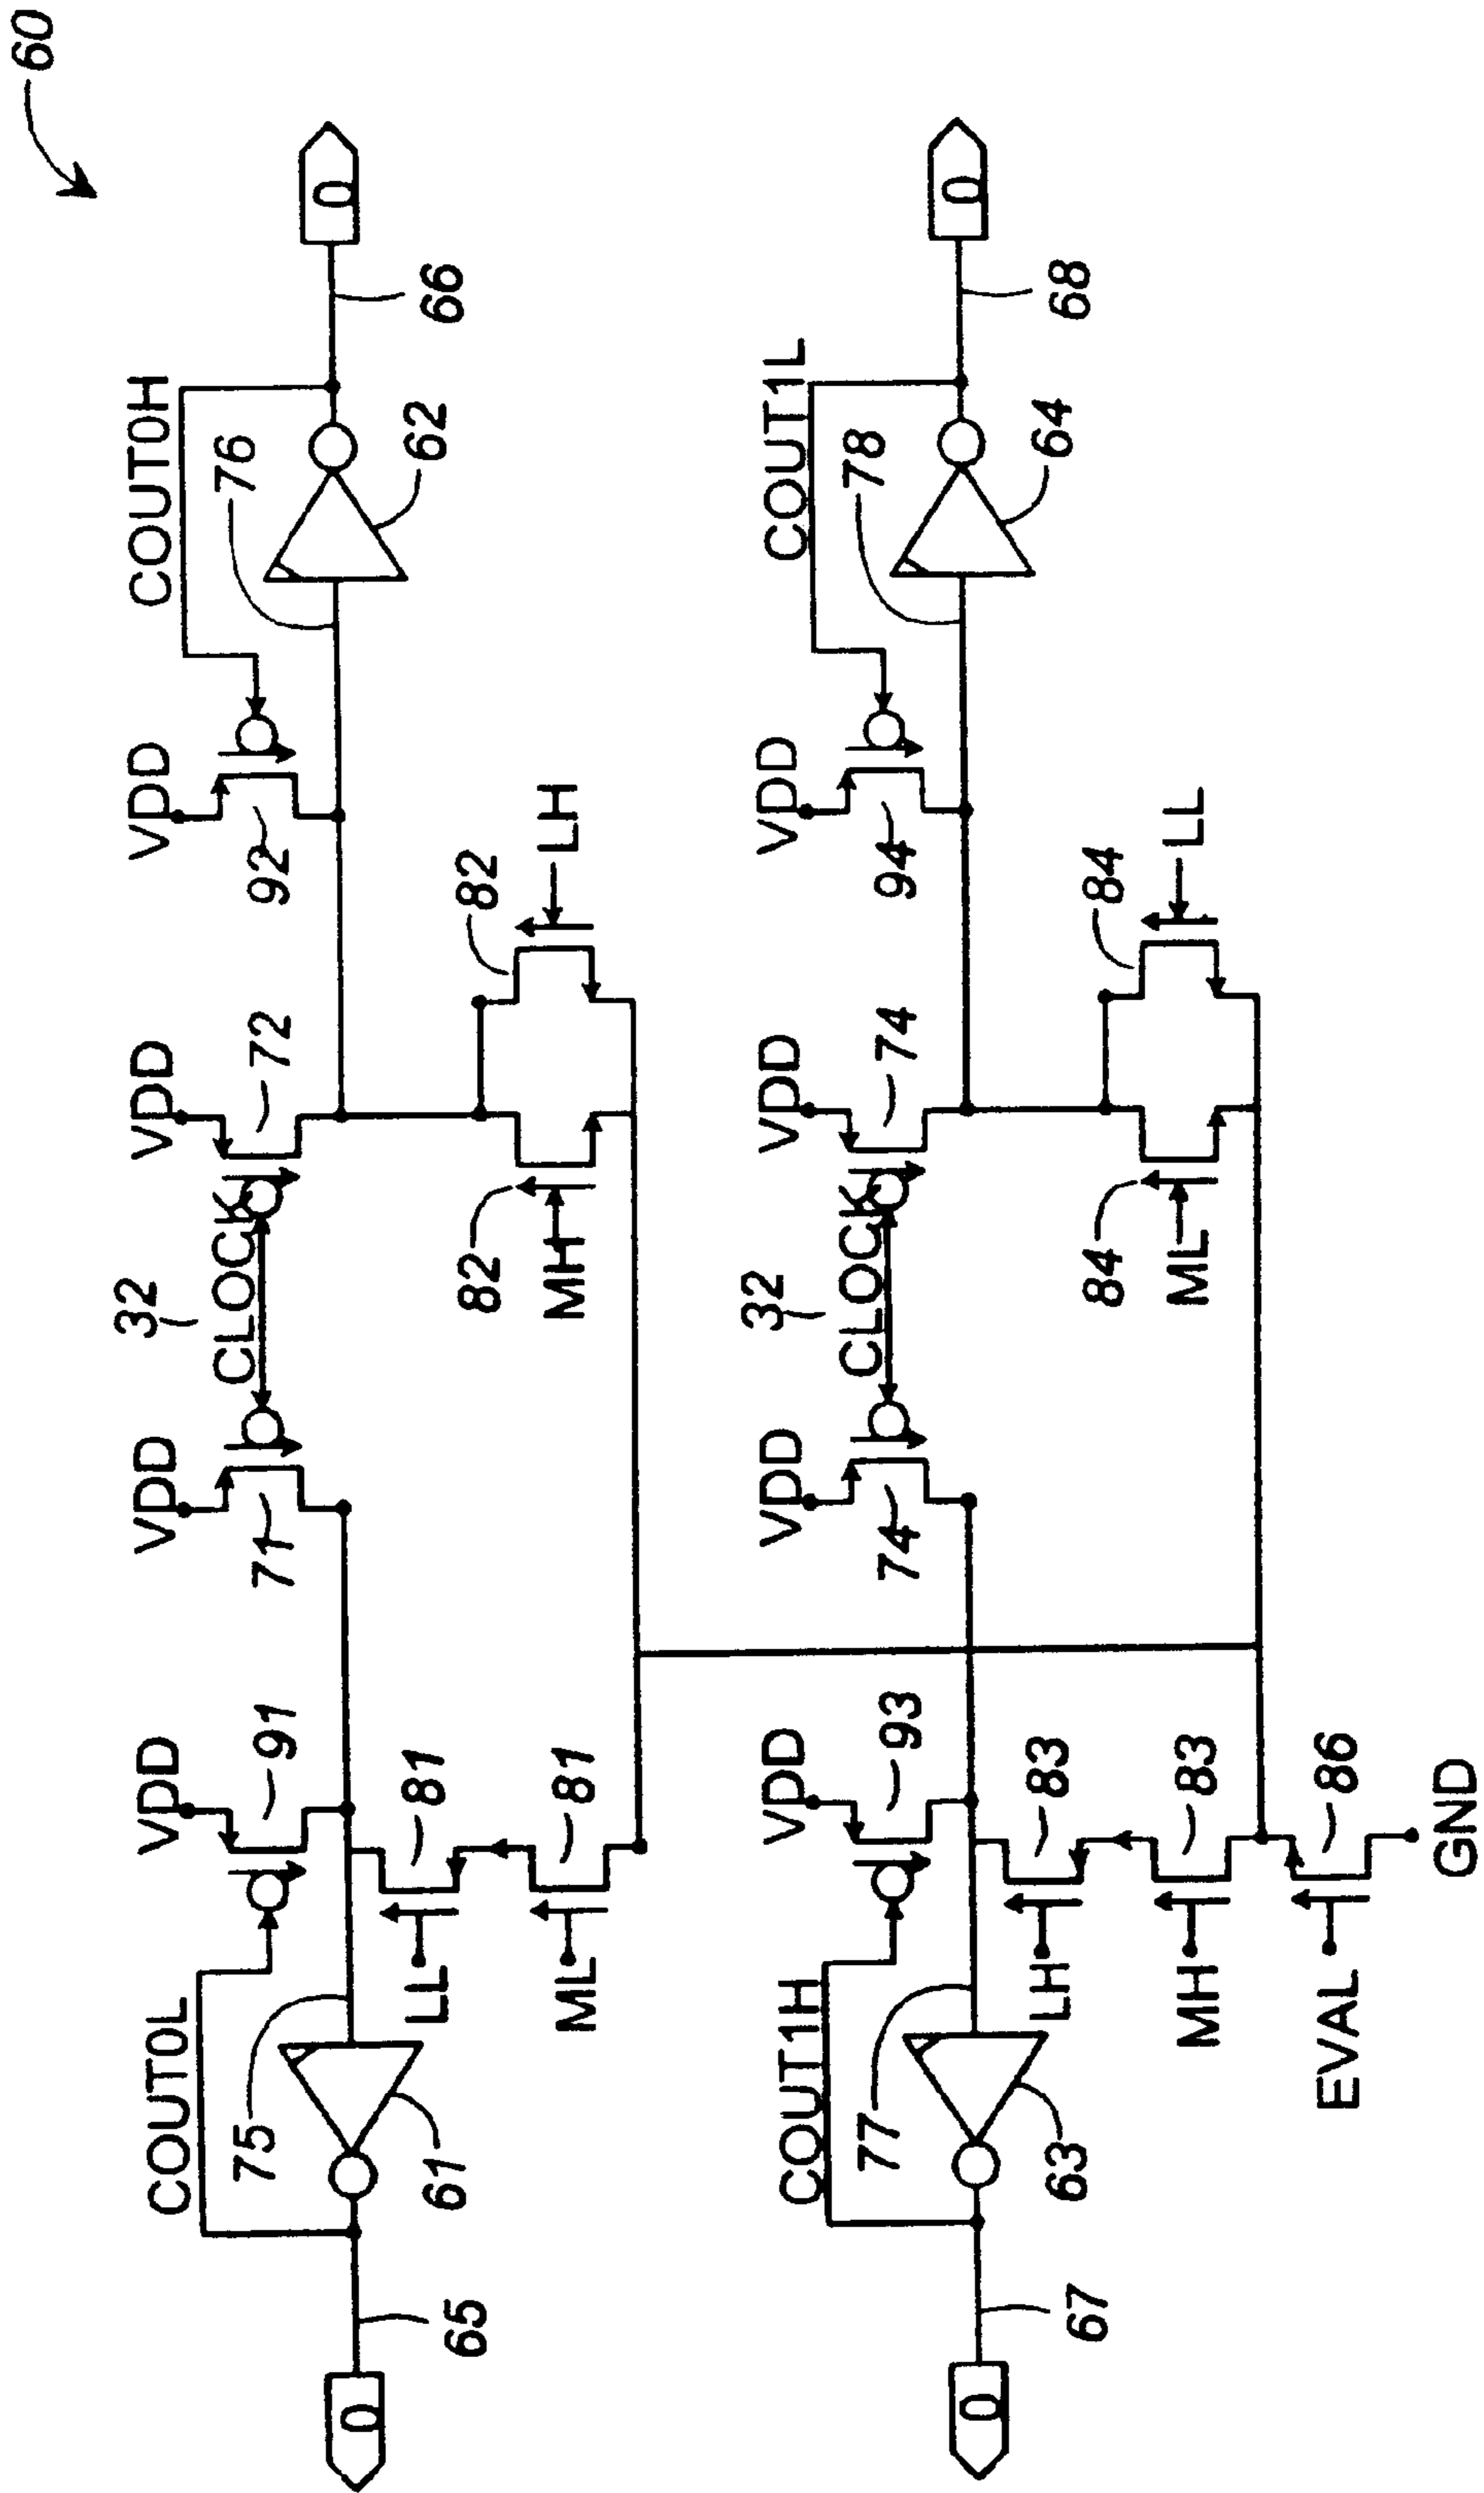 60
COUT0L
VDD
91
VDD
71
32
CLOCK
VDD
72
VDD
92
COUT0H
76
75
61
62
Q
65
66
Q
LL
81
ML
81
82
MH
82
LH
COUT1H
VDD
93
VDD
74
32
CLOCK
VDD
74
VDD
94
COUT1L
78
77
63
64
Q
67
68
Q
LH
83
MH
83
84
ML
84
LL
EVAL
86
GND